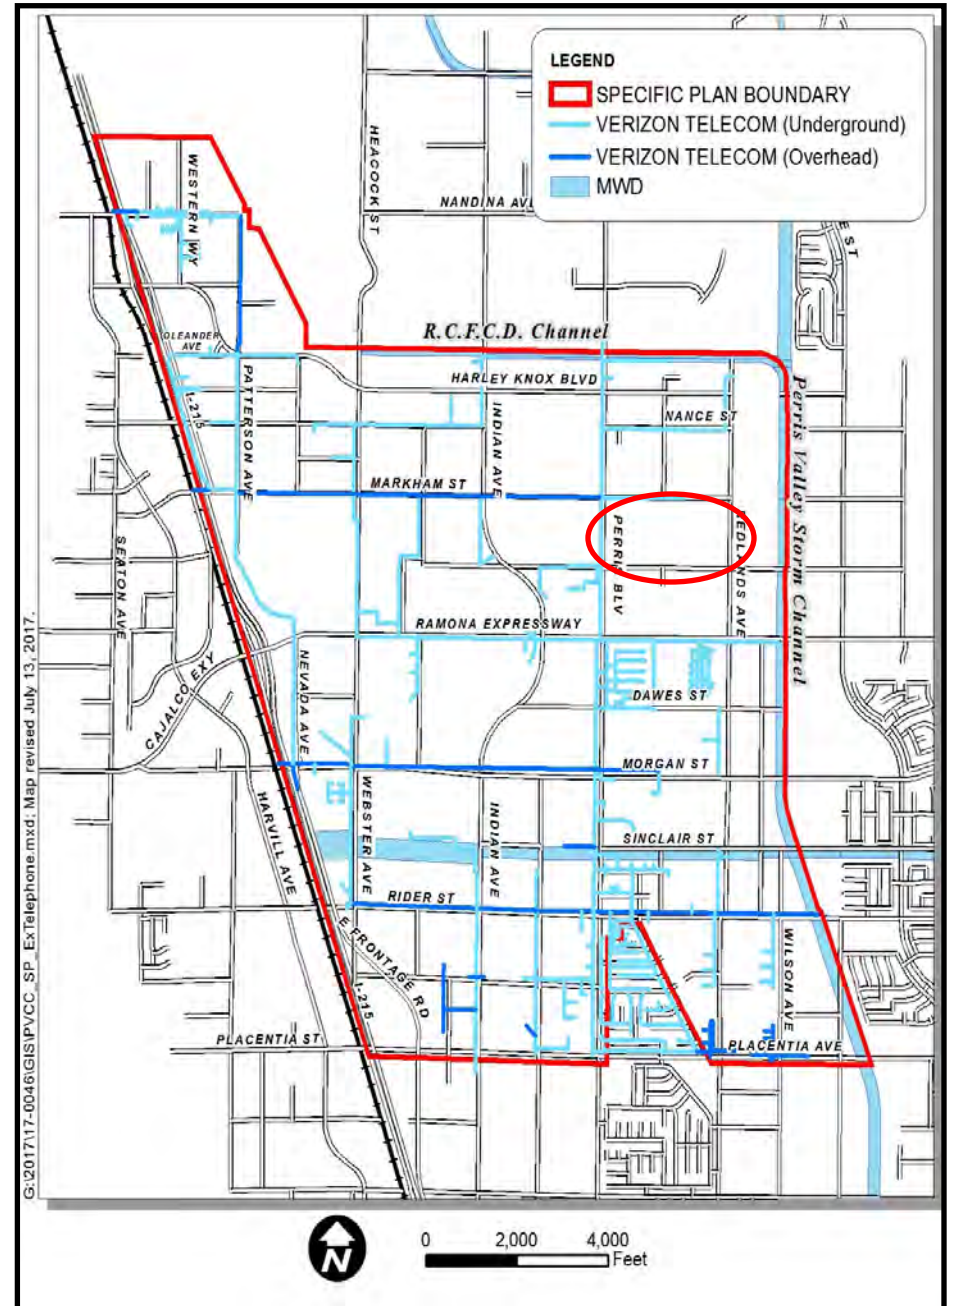 LEGEND
SPECIFIC PLAN BOUNDARY
VERIZON TELECOM (Underground)
VERIZON TELECOM (Overhead)
MWD
HEACOCK ST
WESTERN WY
NANDINA AVE
E ST
R.C.F.C.D. Channel
OLEANDER
AVE
HARLEY KNOX BLVD
I-215
PATTERSON AVE
INDIAN AVE
NANCE ST
Perris Valley Storm Channel
MARKHAM ST
PERRIS BLV
REDLANDS AVE
SEATON AVE
RAMONA EXPRESSWAY
CAJALCO EXY
NEVADA AVE
DAWES ST
MORGAN ST
HARVILL AVE
WEBSTER AVE
INDIAN AVE
SINCLAIR ST
RIDER ST
E FRONTAGE RD
WILSON AVE
I-215
PLACENTIA ST
PLACENTIA AVE
G:\2017\17-0046\GIS\PVCC_SP_ExTelephone.mxd; Map revised July 13, 2017.
N
0 2,000 4,000
Feet